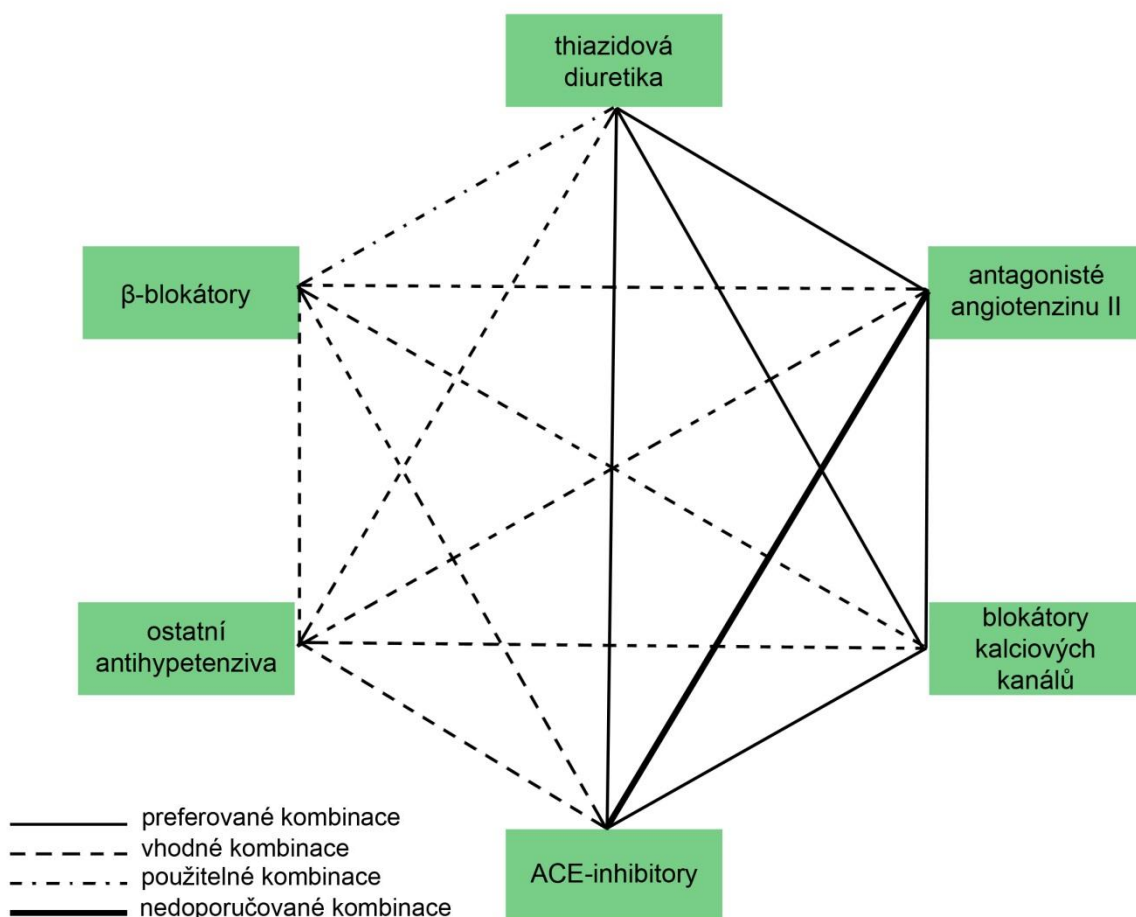 thiazidová
diuretika
β-blokátory
antagonisté
angiotenzinu II
ostatní
antihypetenziva
blokátory
kalciových
kanálů
ACE-inhibitory
preferované kombinace
vhodné kombinace
použitelné kombinace
nedoporučované kombinace